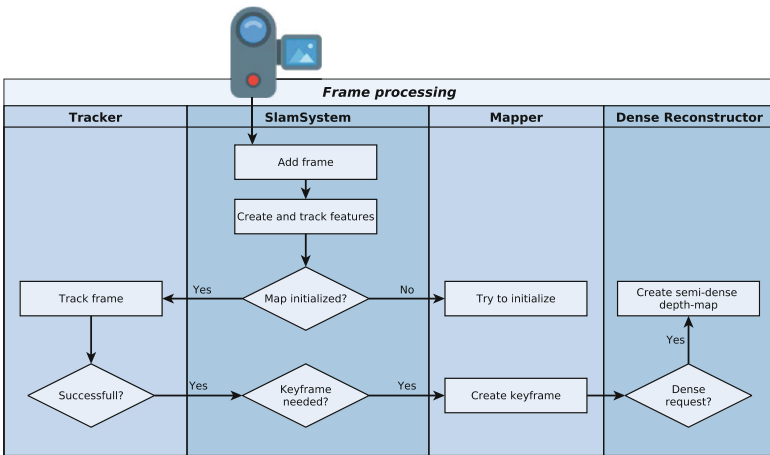 Frame processing
Tracker
SlamSystem
Mapper
Dense Reconstructor
Add frame
Create and track features
Track frame
Yes
Map initialized?
No
Try to initialize
Create semi-dense
depth-map
Yes
Successfull?
Yes
Keyframe
needed?
Yes
Create keyframe
Dense
request?